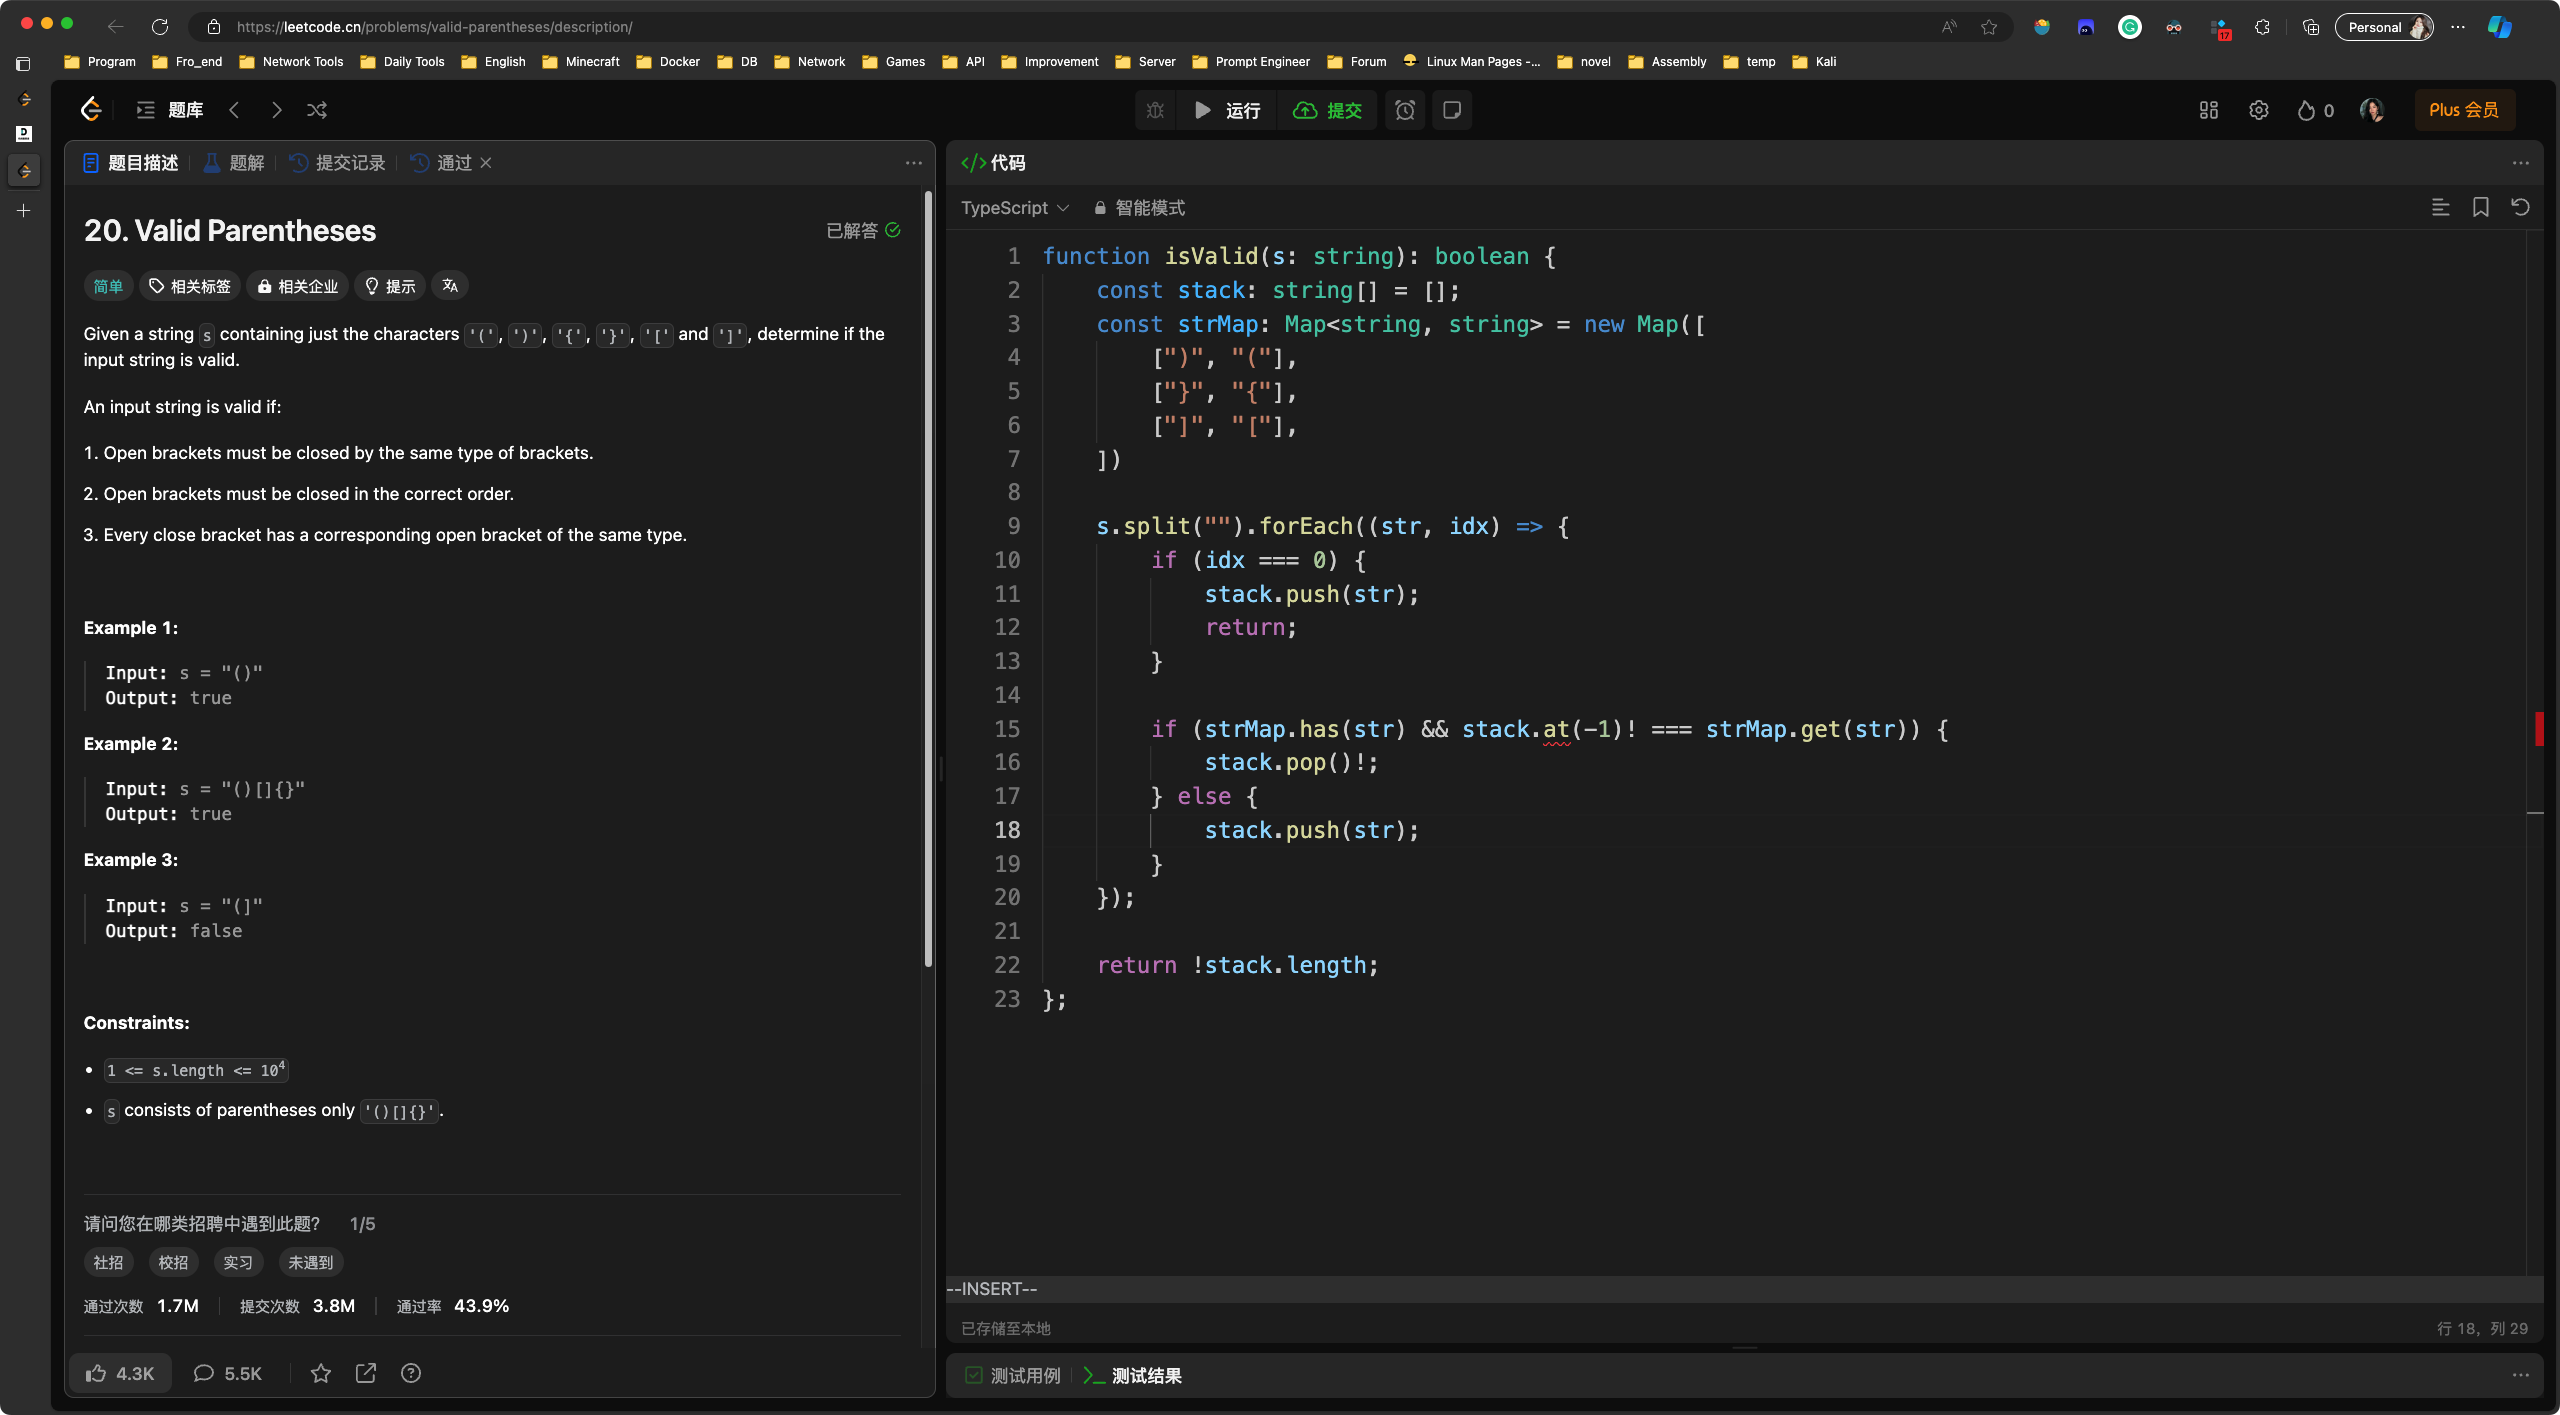 https://leetcode.cn/problems/valid-parentheses/description/
Personal
17
Program Fro_end Network Tools Daily Tools English Minecraft Docker DB Network Games API Improvement Server Prompt Engineer Forum Linux Man Pages -... novel Assembly temp Kali
题库 运行 提交 0 Plus 会员
题目描述 题解 提交记录 通过
20. Valid Parentheses
已解答
简单 相关标签 相关企业 提示
Given a string s containing just the characters '(', ')', '{', '}', '[' and ']', determine if the
input string is valid.
An input string is valid if:
1. Open brackets must be closed by the same type of brackets.
2. Open brackets must be closed in the correct order.
3. Every close bracket has a corresponding open bracket of the same type.
Example 1:
Input: s = "()"
Output: true
Example 2:
Input: s = "()[]{}"
Output: true
Example 3:
Input: s = "(]"
Output: false
Constraints:
1 <= s.length <= 10⁴
s consists of parentheses only '()[]{}'.
请问您在哪类招聘中遇到此题? 1/5
社招 校招 实习 未遇到
通过次数 1.7M 提交次数 3.8M 通过率 43.9%
4.3K 5.5K
</> 代码
TypeScript 智能模式
1 function isValid(s: string): boolean {
2 const stack: string[] = [];
3 const strMap: Map<string, string> = new Map([
4 [")", "("],
5 ["}", "{"],
6 ["]", "["],
7 ])
8
9 s.split("").forEach((str, idx) => {
10 if (idx === 0) {
11 stack.push(str);
12 return;
13 }
14
15 if (strMap.has(str) && stack.at(-1)! === strMap.get(str)) {
16 stack.pop()!;
17 } else {
18 stack.push(str);
19 }
20 });
21
22 return !stack.length;
23 };
--INSERT--
已存储至本地 行 18, 列 29
测试用例 测试结果